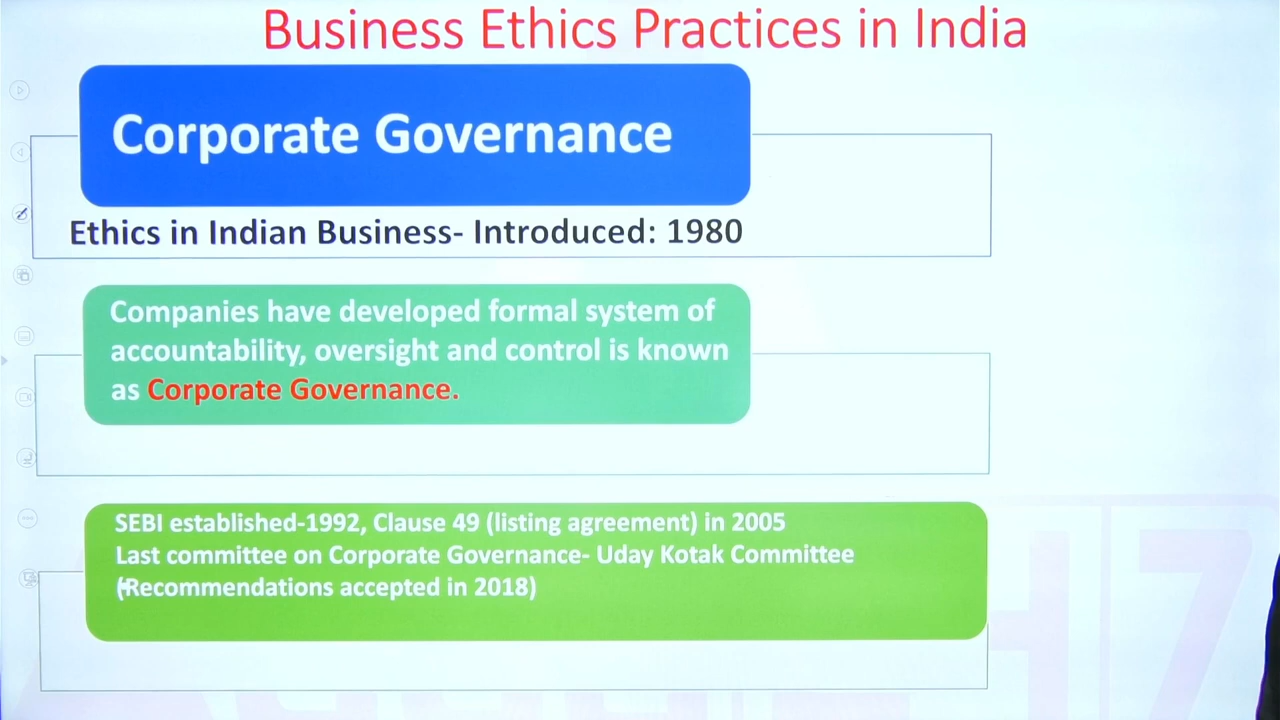 Business Ethics Practices in India
Corporate Governance
Ethics in Indian Business- Introduced: 1980
Companies have developed formal system of
accountability, oversight and control is known
as Corporate Governance.
SEBI established-1992, Clause 49 (listing agreement) in 2005
Last committee on Corporate Governance- Uday Kotak Committee
(Recommendations accepted in 2018)